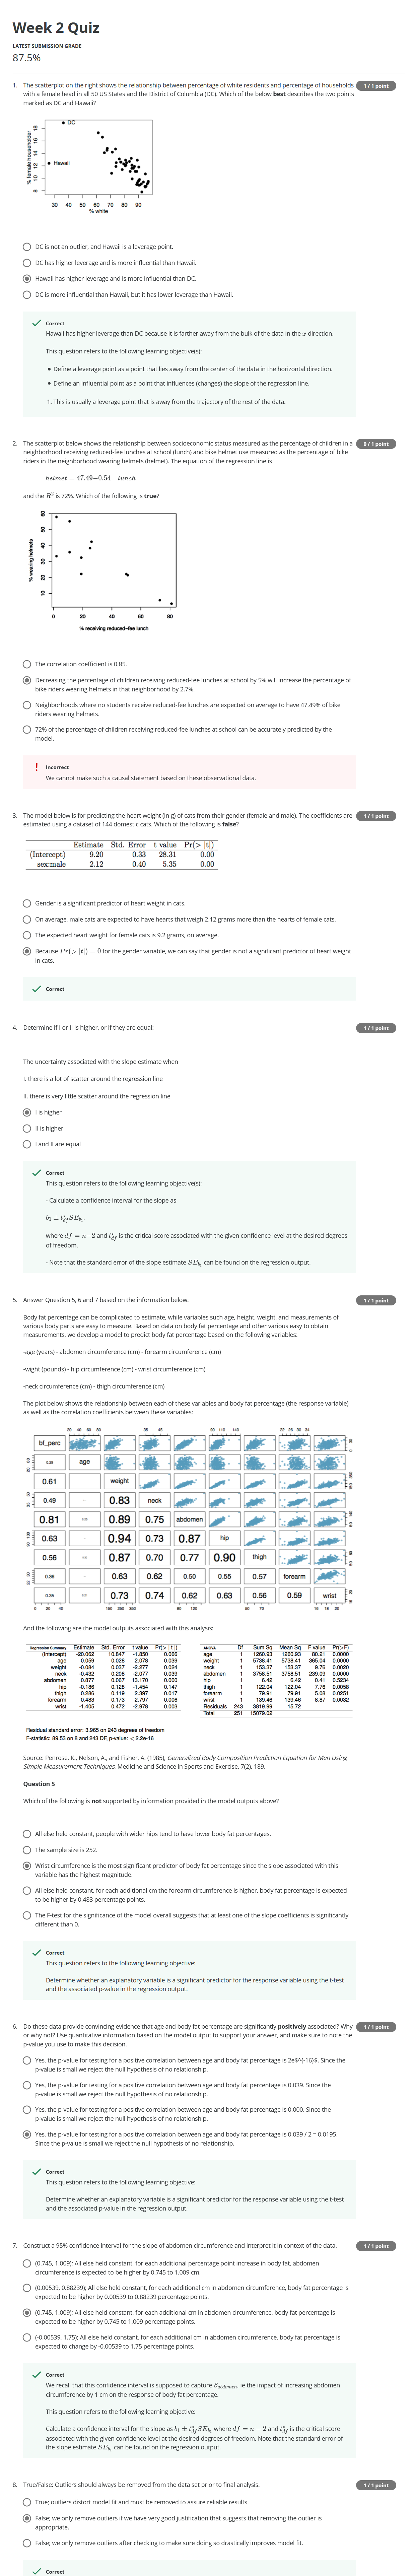 Week 2 Quiz
LATEST SUBMISSION GRADE
87.5%
1. The scatterplot on the right shows the relationship between percentage of white residents and percentage of households
1 / 1 point
with a female head in all 50 US States and the District of Columbia (DC). Which of the below best describes the two points
marked as DC and Hawaii?
DC
Hawaii
% female householder
8 10 12 14 16 18
30 40 50 60 70 80 90
% white
DC is not an outlier, and Hawaii is a leverage point.
DC has higher leverage and is more influential than Hawaii.
Hawaii has higher leverage and is more influential than DC.
DC is more influential than Hawaii, but it has lower leverage than Hawaii.
Correct
Hawaii has higher leverage than DC because it is farther away from the bulk of the data in the x direction.
This question refers to the following learning objective(s):
• Define a leverage point as a point that lies away from the center of the data in the horizontal direction.
• Define an influential point as a point that influences (changes) the slope of the regression line.
1. This is usually a leverage point that is away from the trajectory of the rest of the data.
2. The scatterplot below shows the relationship between socioeconomic status measured as the percentage of children in a
0 / 1 point
neighborhood receiving reduced-fee lunches at school (lunch) and bike helmet use measured as the percentage of bike
riders in the neighborhood wearing helmets (helmet). The equation of the regression line is
helmet = 47.49−0.54 lunch
and the R² is 72%. Which of the following is true?
% wearing helmets
10 20 30 40 50 60
0 20 40 60 80
% receiving reduced-fee lunch
The correlation coefficient is 0.85.
Decreasing the percentage of children receiving reduced-fee lunches at school by 5% will increase the percentage of
bike riders wearing helmets in that neighborhood by 2.7%.
Neighborhoods where no students receive reduced-fee lunches are expected on average to have 47.49% of bike
riders wearing helmets.
72% of the percentage of children receiving reduced-fee lunches at school can be accurately predicted by the
model.
Incorrect
We cannot make such a causal statement based on these observational data.
3. The model below is for predicting the heart weight (in g) of cats from their gender (female and male). The coefficients are
1 / 1 point
estimated using a dataset of 144 domestic cats. Which of the following is false?
Estimate Std. Error t value Pr(> |t|)
(Intercept) 9.20 0.33 28.31 0.00
sex:male 2.12 0.40 5.35 0.00
Gender is a significant predictor of heart weight in cats.
On average, male cats are expected to have hearts that weigh 2.12 grams more than the hearts of female cats.
The expected heart weight for female cats is 9.2 grams, on average.
Because Pr(> |t|) = 0 for the gender variable, we can say that gender is not a significant predictor of heart weight
in cats.
Correct
4. Determine if I or II is higher, or if they are equal:
1 / 1 point
The uncertainty associated with the slope estimate when
I. there is a lot of scatter around the regression line
II. there is very little scatter around the regression line
I is higher
II is higher
I and II are equal
Correct
This question refers to the following learning objective(s):
- Calculate a confidence interval for the slope as
b₁ ± t*df SEb₁,
where df = n−2 and t*df is the critical score associated with the given confidence level at the desired degrees
of freedom.
- Note that the standard error of the slope estimate SEb₁ can be found on the regression output.
5. Answer Question 5, 6 and 7 based on the information below:
1 / 1 point
Body fat percentage can be complicated to estimate, while variables such age, height, weight, and measurements of
various body parts are easy to measure. Based on data on body fat percentage and other various easy to obtain
measurements, we develop a model to predict body fat percentage based on the following variables:
-age (years) - abdomen circumference (cm) - forearm circumference (cm)
-wight (pounds) - hip circumference (cm) - wrist circumference (cm)
-neck circumference (cm) - thigh circumference (cm)
The plot below shows the relationship between each of these variables and body fat percentage (the response variable)
as well as the correlation coefficients between these variables:
20 40 60 80 35 45 90 110 145 22 26 30 34
bf_perc
age
0.61 weight
0.49 0.83 neck
0.81 0.89 0.75 abdomen
0.63 0.94 0.73 0.87 hip
0.56 0.87 0.70 0.77 0.90 thigh
0.36 0.63 0.62 0.50 0.55 0.57 forearm
0.35 0.73 0.74 0.62 0.63 0.56 0.59 wrist
0 20 40 150 250 350 80 120 50 70 16 18 20
And the following are the model outputs associated with this analysis:
Regression Summary Estimate Std. Error t value Pr(>|t|)
(Intercept) -20.062 10.847 -1.850 0.066
age 0.059 0.028 2.078 0.039
weight -0.084 0.037 -2.277 0.024
neck -0.432 0.208 -2.077 0.039
abdomen 0.877 0.067 13.170 0.000
hip -0.186 0.128 -1.454 0.147
thigh 0.286 0.119 2.397 0.017
forearm 0.483 0.173 2.797 0.006
wrist -1.405 0.472 -2.978 0.003
ANOVA Df Sum Sq Mean Sq F value Pr(>F)
age 1 1260.93 1260.93 80.21 0.0000
weight 1 5738.41 5738.41 365.04 0.0000
neck 1 153.37 153.37 9.76 0.0020
abdomen 1 3758.51 3758.51 239.09 0.0000
hip 1 6.42 6.42 0.41 0.5234
thigh 1 122.04 122.04 7.76 0.0058
forearm 1 79.91 79.91 5.08 0.0251
wrist 1 139.46 139.46 8.87 0.0032
Residuals 243 3819.99 15.72
Total 251 15079.02
Residual standard error: 3.965 on 243 degrees of freedom
F-statistic: 89.53 on 8 and 243 DF, p-value: < 2.2e-16
Source: Penrose, K., Nelson, A., and Fisher, A. (1985), Generalized Body Composition Prediction Equation for Men Using
Simple Measurement Techniques, Medicine and Science in Sports and Exercise, 7(2), 189.
Question 5
Which of the following is not supported by information provided in the model outputs above?
All else held constant, people with wider hips tend to have lower body fat percentages.
The sample size is 252.
Wrist circumference is the most significant predictor of body fat percentage since the slope associated with this
variable has the highest magnitude.
All else held constant, for each additional cm the forearm circumference is higher, body fat percentage is expected
to be higher by 0.483 percentage points.
The F-test for the significance of the model overall suggests that at least one of the slope coefficients is significantly
different than 0.
Correct
This question refers to the following learning objective:
Determine whether an explanatory variable is a significant predictor for the response variable using the t-test
and the associated p-value in the regression output.
6. Do these data provide convincing evidence that age and body fat percentage are significantly positively associated? Why
1 / 1 point
or why not? Use quantitative information based on the model output to support your answer, and make sure to note the
p-value you use to make this decision.
Yes, the p-value for testing for a positive correlation between age and body fat percentage is 2e$^{-16}$. Since the
p-value is small we reject the null hypothesis of no relationship.
Yes, the p-value for testing for a positive correlation between age and body fat percentage is 0.039. Since the
p-value is small we reject the null hypothesis of no relationship.
Yes, the p-value for testing for a positive correlation between age and body fat percentage is 0.000. Since the
p-value is small we reject the null hypothesis of no relationship.
Yes, the p-value for testing for a positive correlation between age and body fat percentage is 0.039 / 2 = 0.0195.
Since the p-value is small we reject the null hypothesis of no relationship.
Correct
This question refers to the following learning objective:
Determine whether an explanatory variable is a significant predictor for the response variable using the t-test
and the associated p-value in the regression output.
7. Construct a 95% confidence interval for the slope of abdomen circumference and interpret it in context of the data.
1 / 1 point
(0.745, 1.009); All else held constant, for each additional percentage point increase in body fat, abdomen
circumference is expected to be higher by 0.745 to 1.009 cm.
(0.00539, 0.88239); All else held constant, for each additional cm in abdomen circumference, body fat percentage is
expected to be higher by 0.00539 to 0.88239 percentage points.
(0.745, 1.009); All else held constant, for each additional cm in abdomen circumference, body fat percentage is
expected to be higher by 0.745 to 1.009 percentage points.
(-0.00539, 1.75); All else held constant, for each additional cm in abdomen circumference, body fat percentage is
expected to change by -0.00539 to 1.75 percentage points.
Correct
We recall that this confidence interval is supposed to capture βabdomen, ie the impact of increasing abdomen
circumference by 1 cm on the response of body fat percentage.
This question refers to the following learning objective:
Calculate a confidence interval for the slope as b₁ ± t*df SEb₁ where df = n − 2 and t*df is the critical score
associated with the given confidence level at the desired degrees of freedom. Note that the standard error of
the slope estimate SEb₁ can be found on the regression output.
8. True/False: Outliers should always be removed from the data set prior to final analysis.
1 / 1 point
True; outliers distort model fit and must be removed to assure reliable results.
False; we only remove outliers if we have very good justification that suggests that removing the outlier is
appropriate.
False; we only remove outliers after checking to make sure doing so drastically improves model fit.
Correct